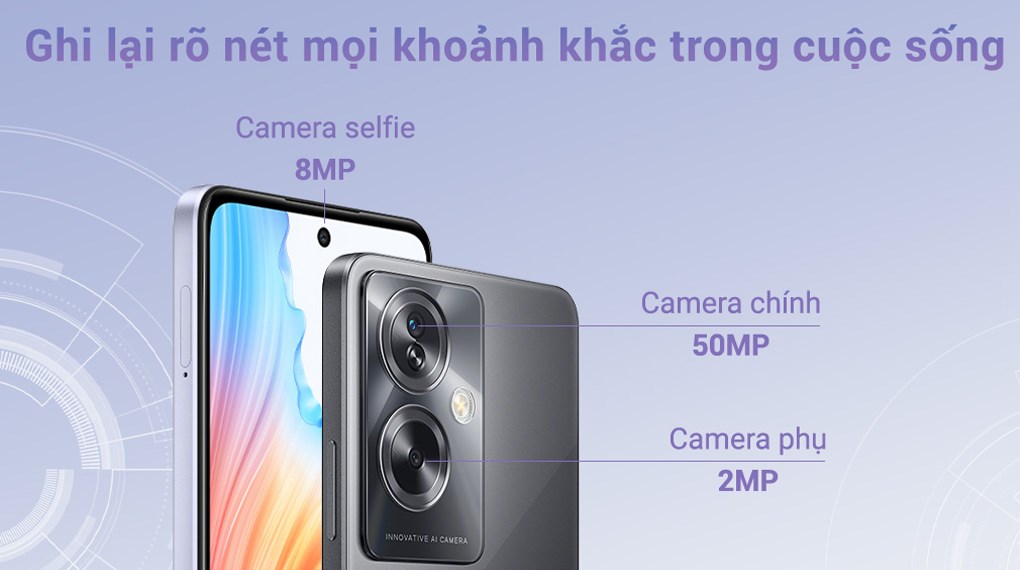 Ghi lại rõ nét mọi khoảnh khắc trong cuộc sống
Camera selfie
8MP
Camera chính
50MP
Camera phụ
2MP
INNOVATIVE AI CAMERA